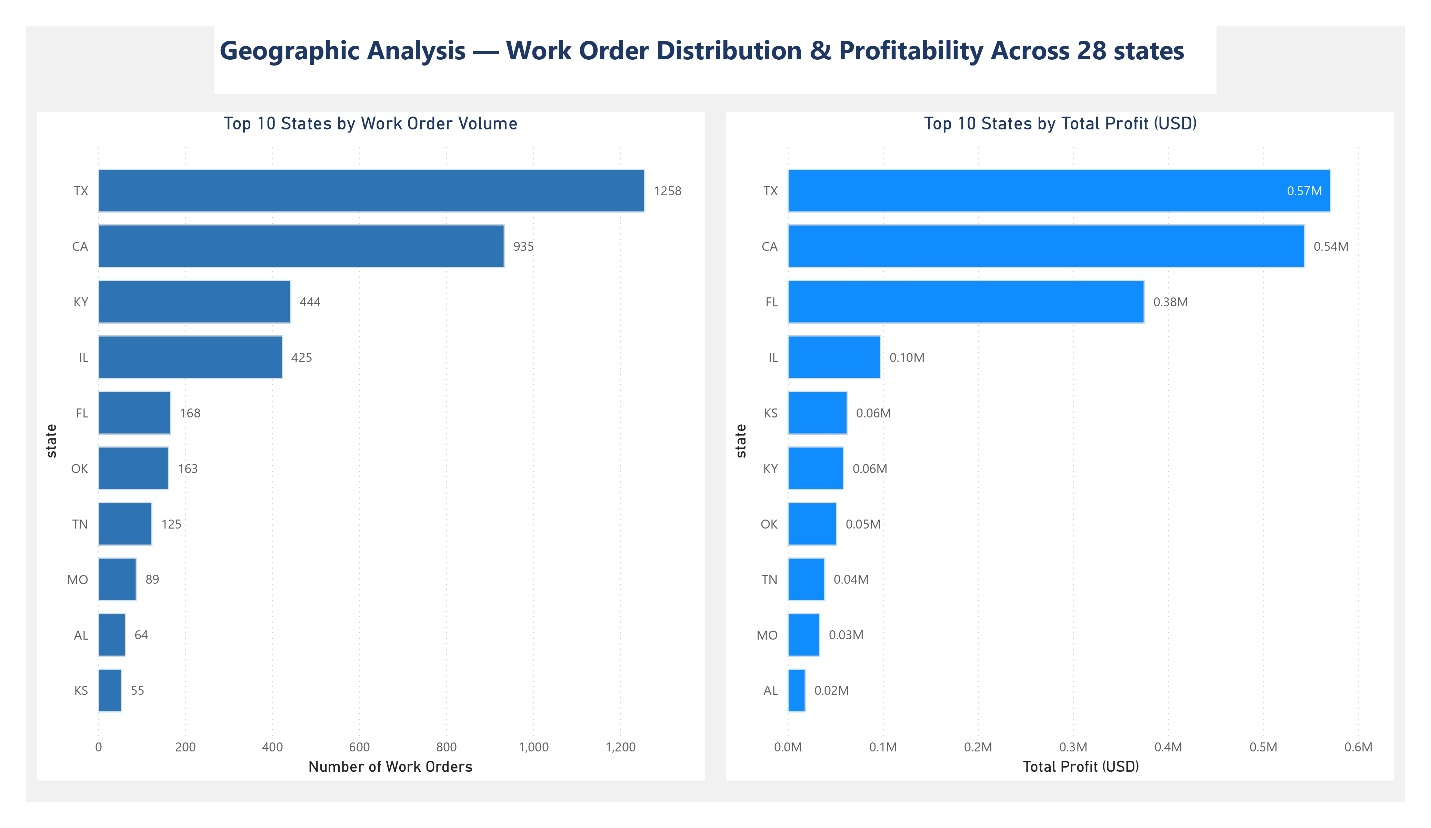 Geographic Analysis — Work Order Distribution & Profitability Across 28 states
Top 10 States by Work Order Volume
TX 1258
CA 935
KY 444
IL 425
FL 168
OK 163
TN 125
MO 89
AL 64
KS 55
state
0 200 400 600 800 1,000 1,200
Number of Work Orders
Top 10 States by Total Profit (USD)
TX 0.57M
CA 0.54M
FL 0.38M
IL 0.10M
KS 0.06M
KY 0.06M
OK 0.05M
TN 0.04M
MO 0.03M
AL 0.02M
state
0.0M 0.1M 0.2M 0.3M 0.4M 0.5M 0.6M
Total Profit (USD)